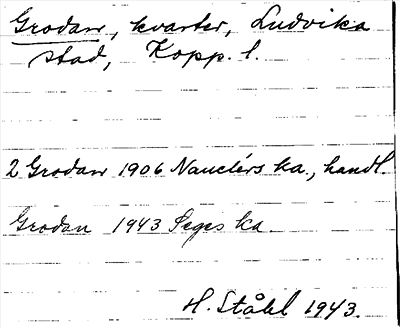 Grodan, kvarter, Ludvika
stad, Kopp. l.
2 Grodan 1906 Nauclérs ka., handl.
Grodan 1943 Seges ka.
H. Ståhl 1943.